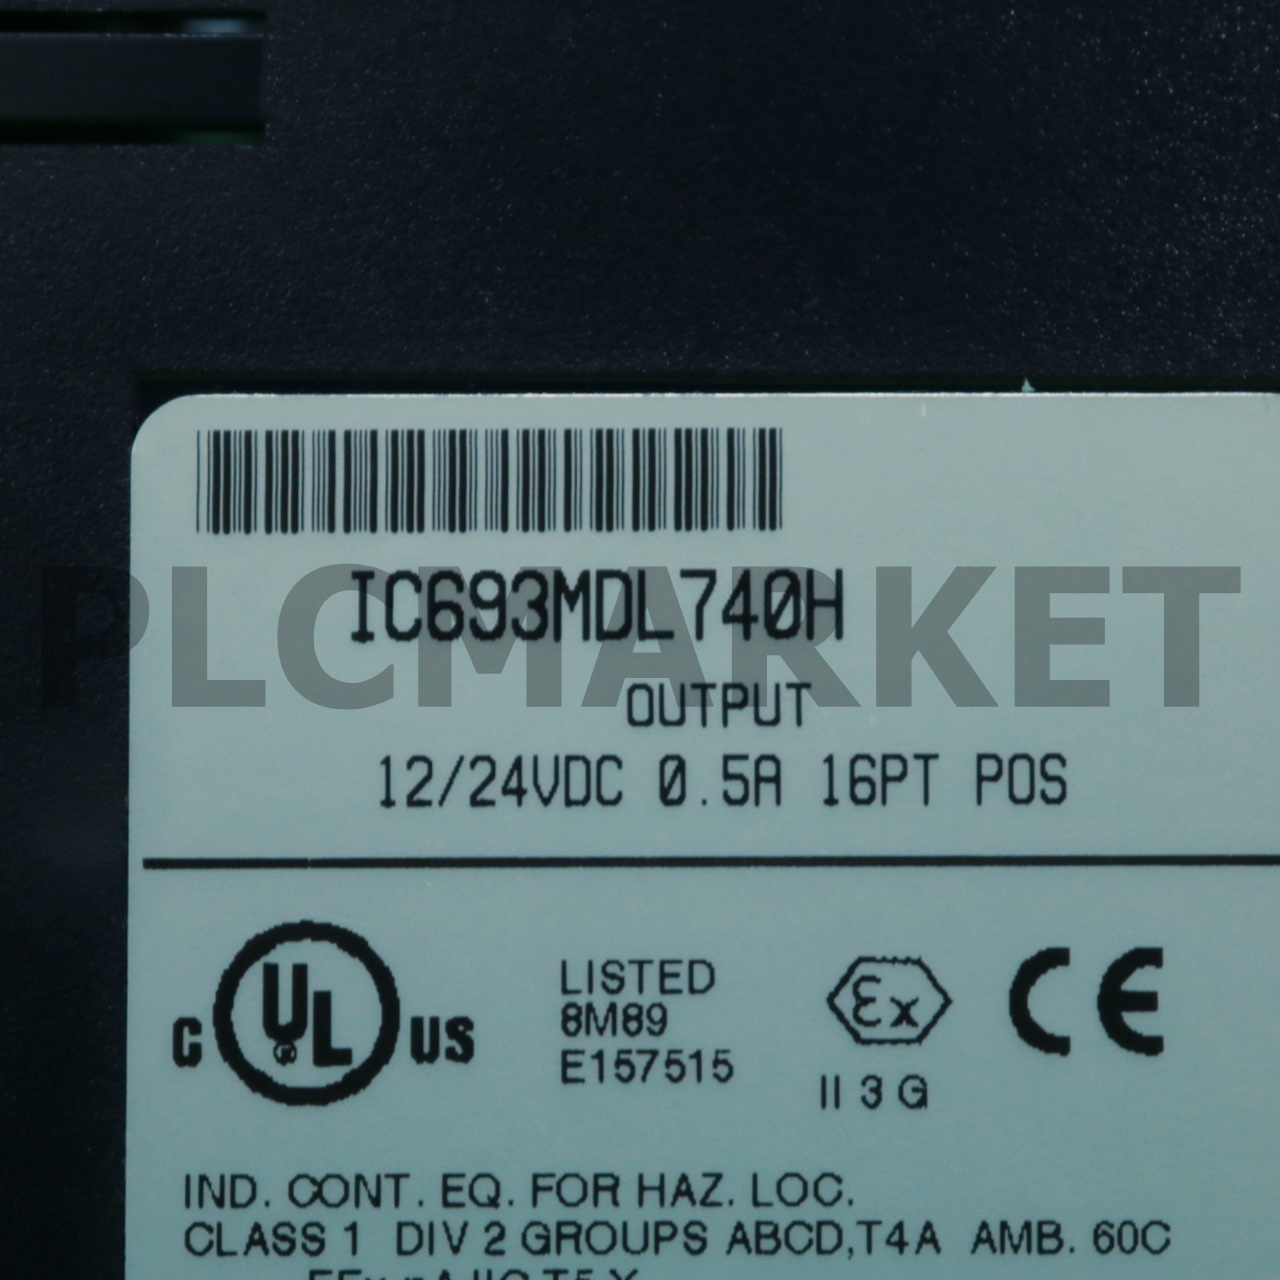 IC693MDL740H
PLCMARKET
OUTPUT
12/24VDC 0.5A 16PT POS
C UL® US
LISTED
8M89
E157515
Ex
II 3 G
CE
IND. CONT. EQ. FOR HAZ. LOC.
CLASS 1 DIV 2 GROUPS ABCD,T4A AMB. 60C